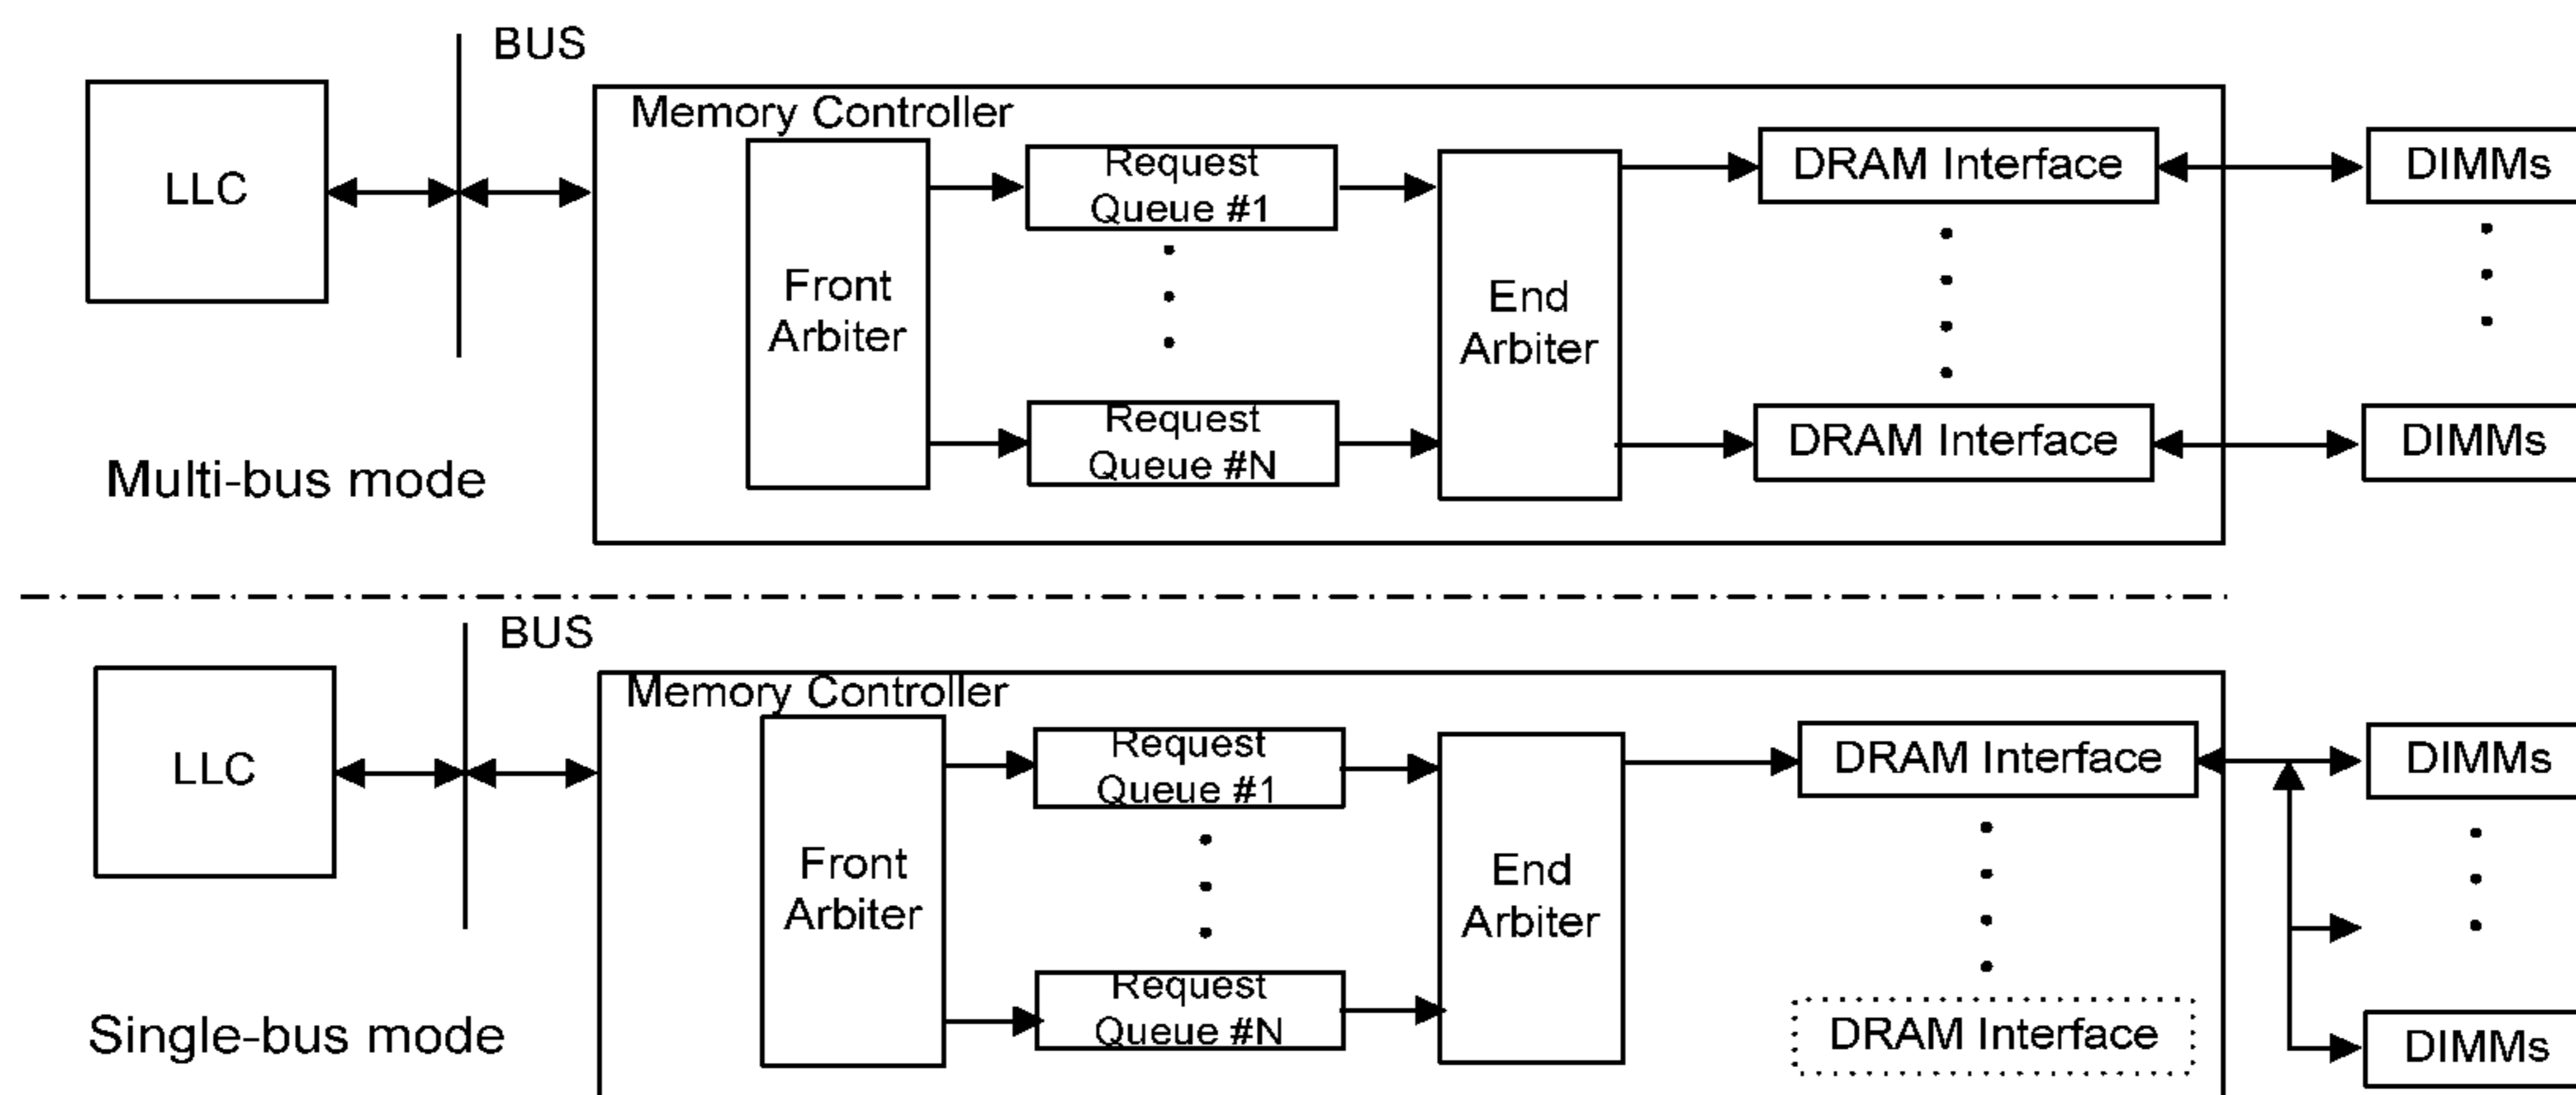 BUS
Memory Controller
LLC
Request
Queue #1
DRAM Interface
DIMMs
Front
Arbiter
End
Arbiter
Request
Queue #N
DRAM Interface
DIMMs
Multi-bus mode
BUS
Memory Controller
LLC
Request
Queue #1
DRAM Interface
DIMMs
Front
Arbiter
End
Arbiter
Request
Queue #N
DRAM Interface
DIMMs
Single-bus mode